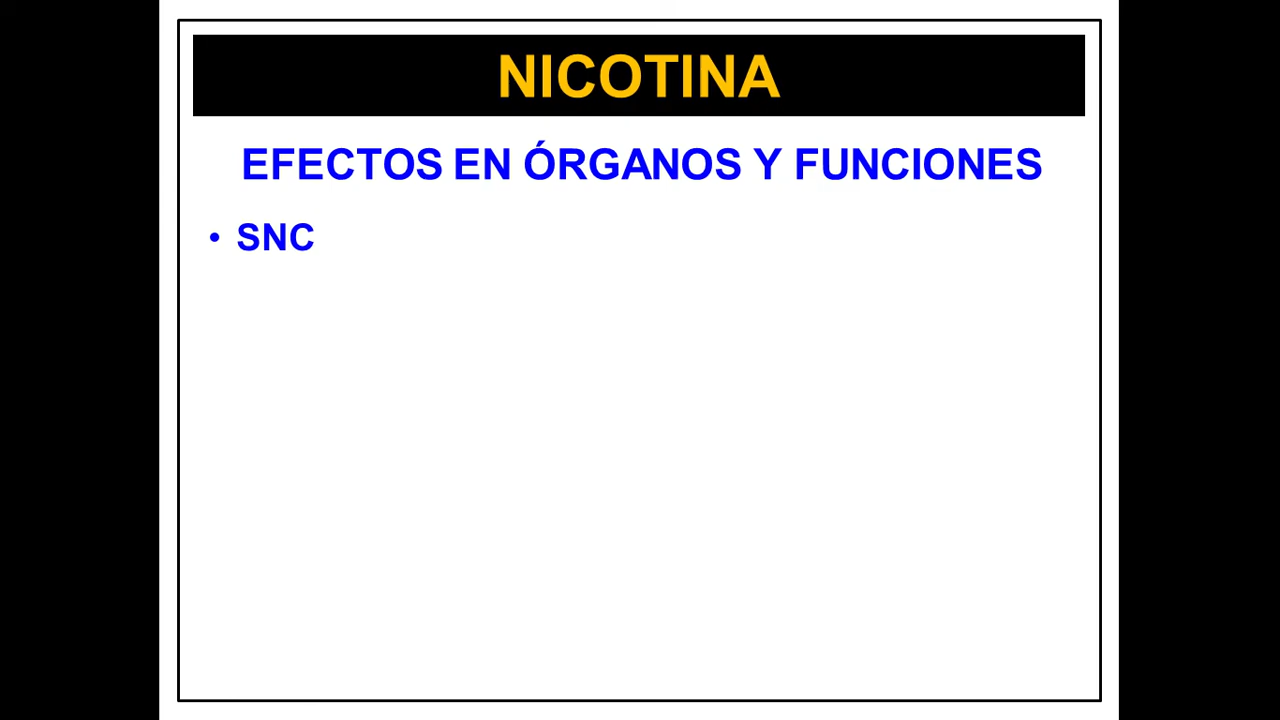 NICOTINA
EFECTOS EN ÓRGANOS Y FUNCIONES
• SNC